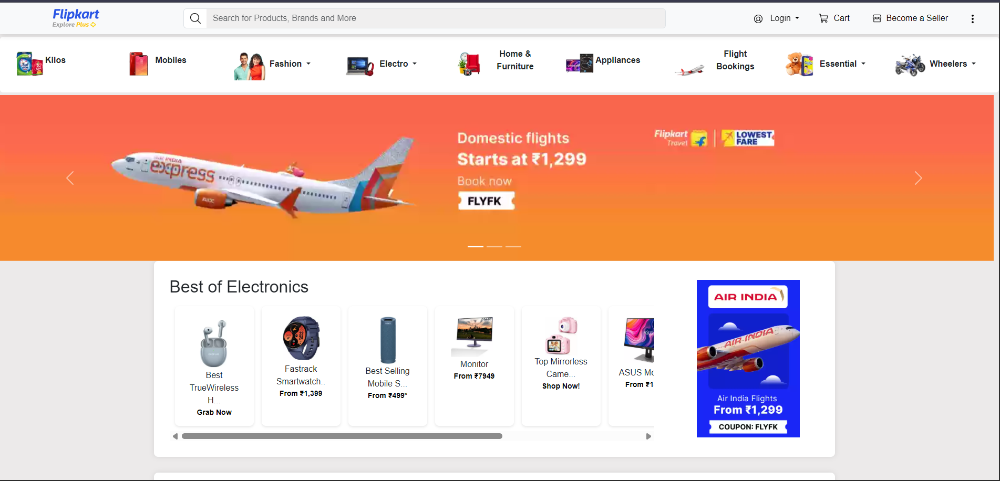 Flipkart
Explore Plus
Search for Products, Brands and More
Login
Cart
Become a Seller
Kilos
Mobiles
Fashion
Electro
Home &
Furniture
Appliances
Flight
Bookings
Essential
Wheelers
AIR INDIA
express
AIX
Domestic flights
Starts at ₹1,299
Book now
FLYFK
Flipkart
Travel
LOWEST
FARE
Best of Electronics
Best
TrueWireless
H...
Grab Now
Fastrack
Smartwatch..
From ₹1,399
Best Selling
Mobile S...
From ₹499*
Monitor
From ₹7949
Top Mirrorless
Came...
Shop Now!
ASUS
ASUS Mo
From ₹1
AIR INDIA
AIR INDIA
Air India Flights
From ₹1,299
COUPON: FLYFK